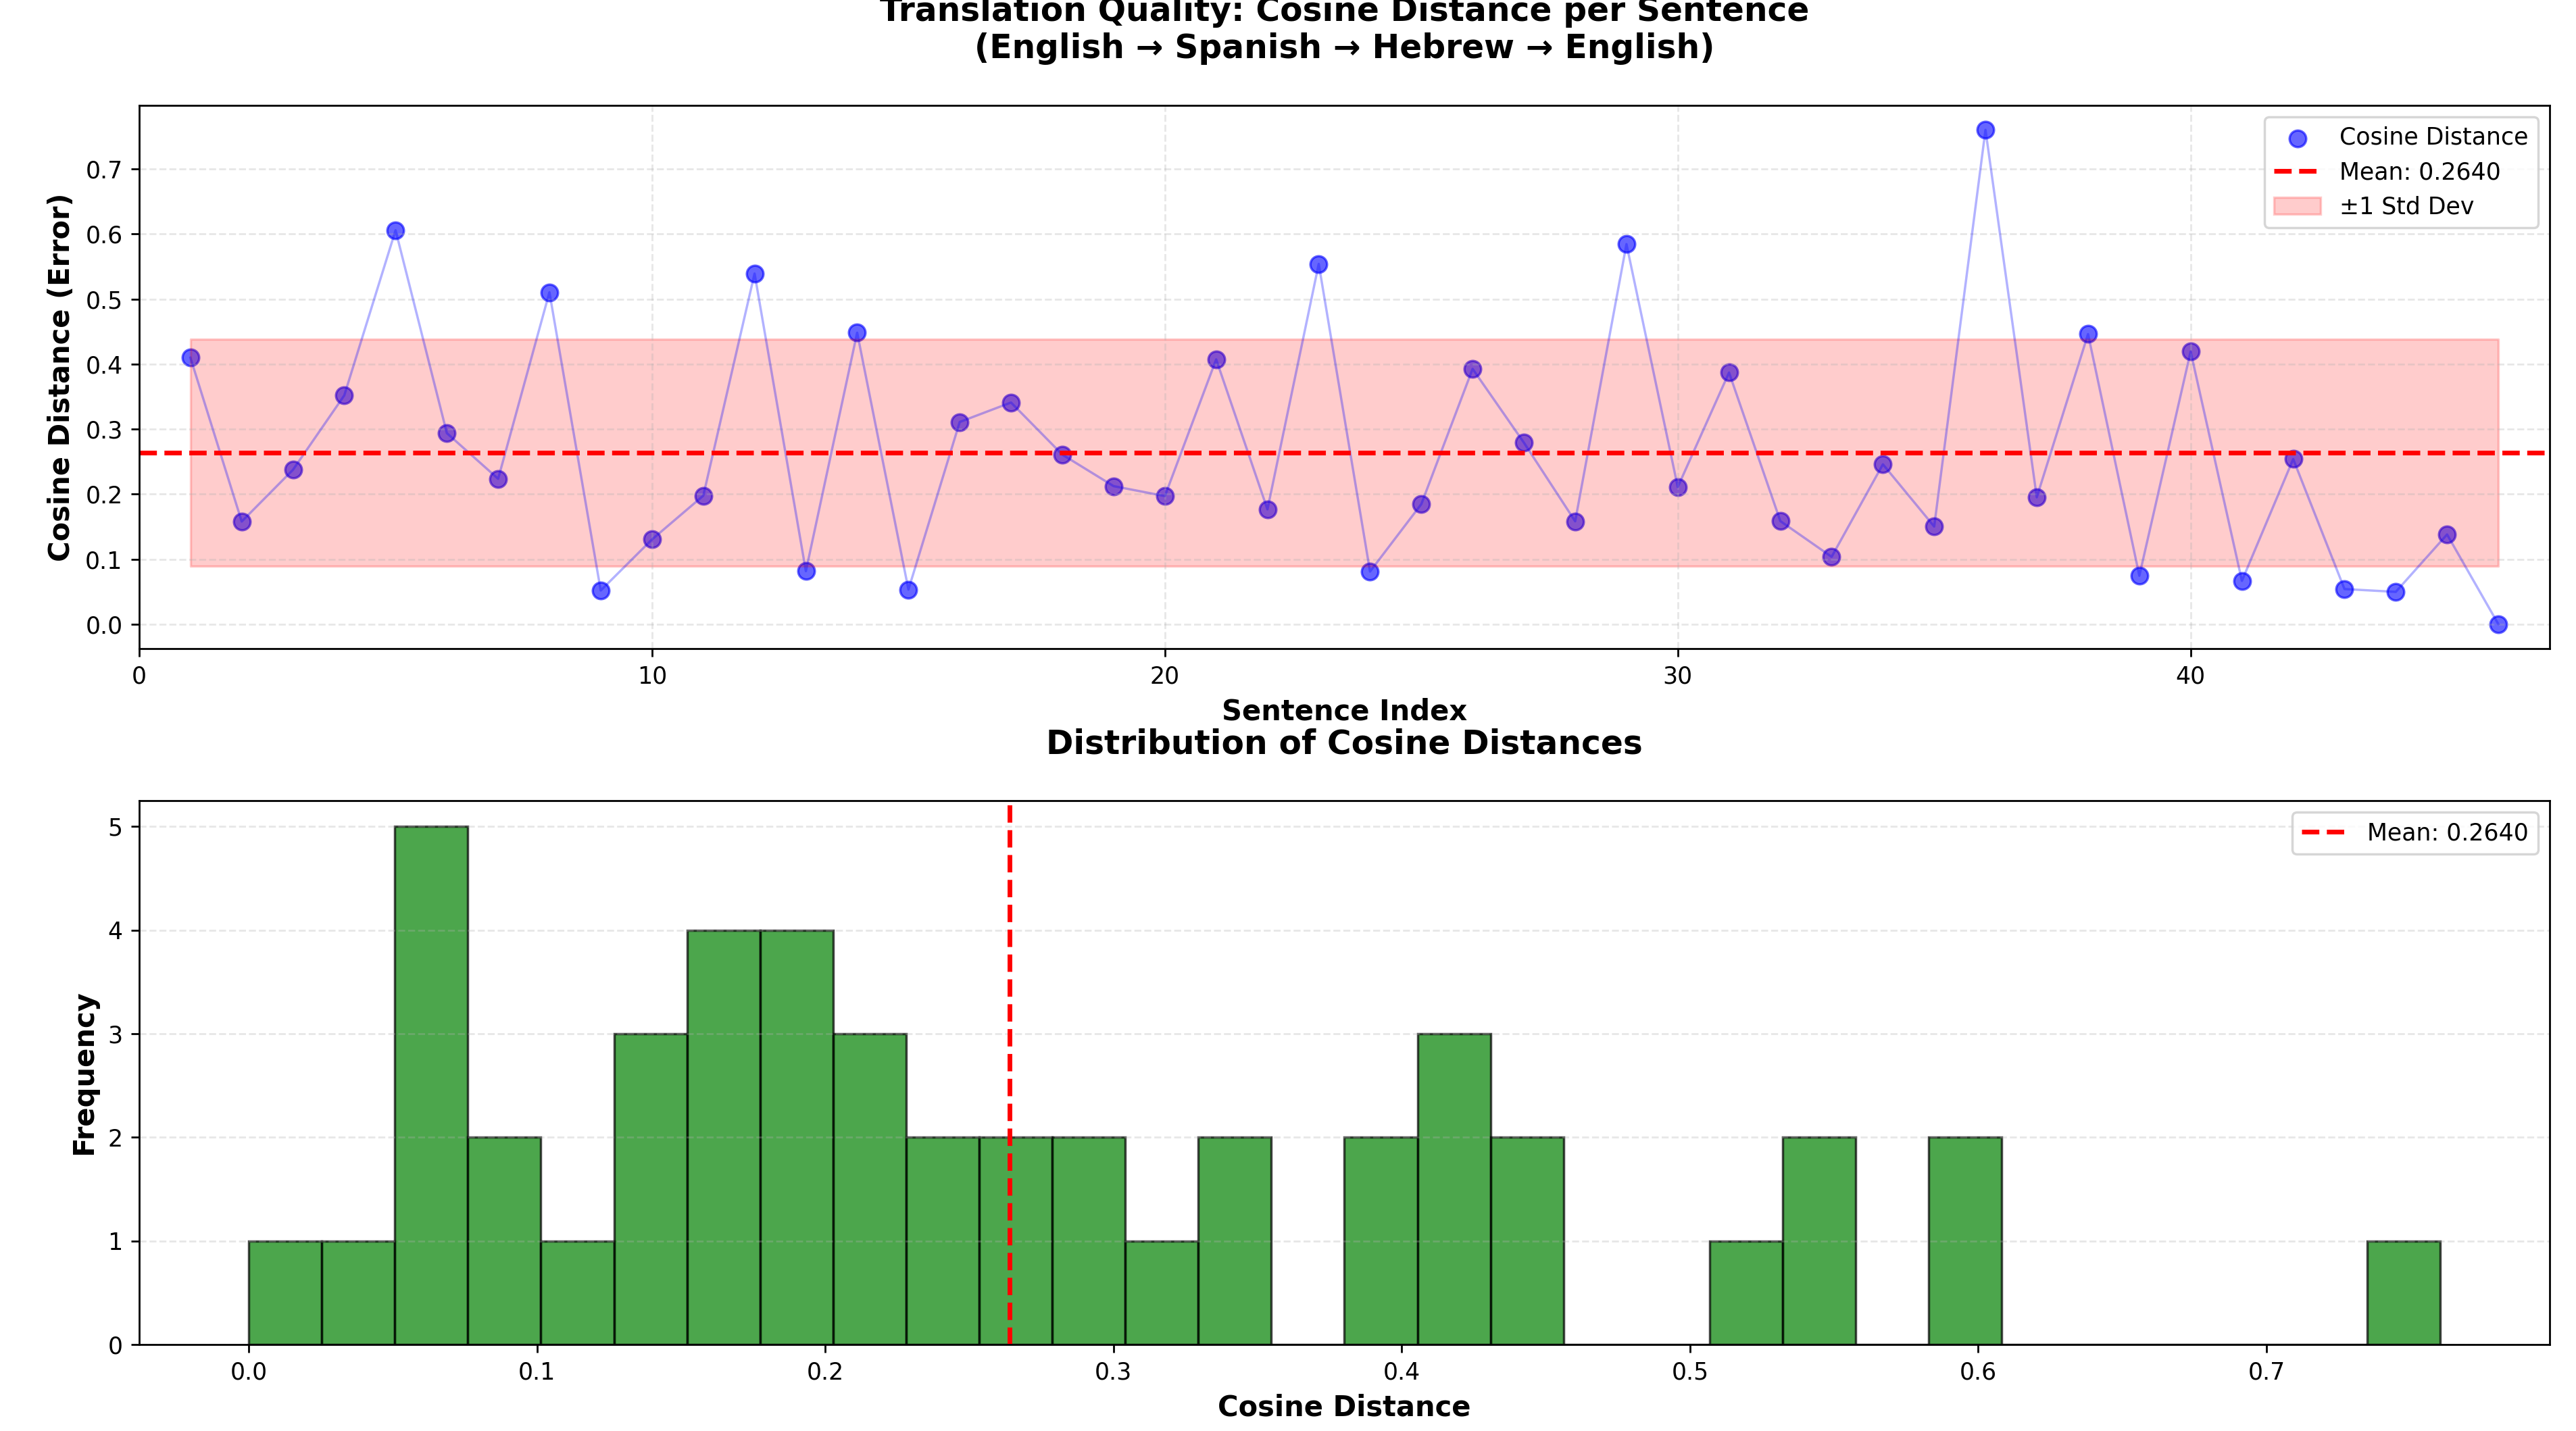 Translation Quality: Cosine Distance per Sentence
(English → Spanish → Hebrew → English)
Cosine Distance (Error)
0.7
0.6
0.5
0.4
0.3
0.2
0.1
0.0
Cosine Distance
Mean: 0.2640
±1 Std Dev
0 10 20 30 40
Sentence Index
Distribution of Cosine Distances
Frequency
5
4
3
2
1
0
Mean: 0.2640
0.0 0.1 0.2 0.3 0.4 0.5 0.6 0.7
Cosine Distance